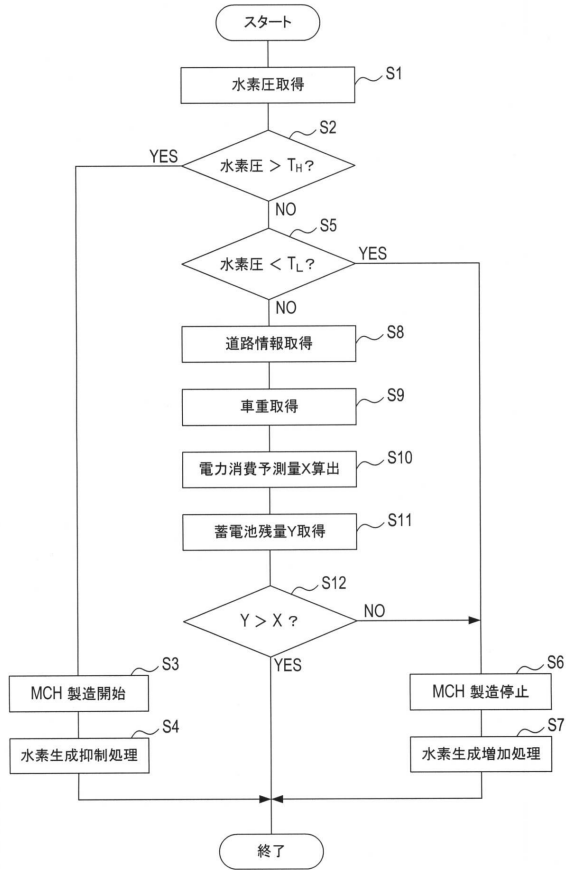 スタート
水素圧取得
S1
S2
YES
水素圧 > TH?
NO
S5
水素圧 < TL?
YES
NO
道路情報取得
S8
車重取得
S9
電力消費予測量X算出
S10
蓄電池残量Y取得
S11
S12
Y > X ?
NO
YES
S3
MCH 製造開始
S4
水素生成抑制処理
S6
MCH 製造停止
S7
水素生成増加処理
終了